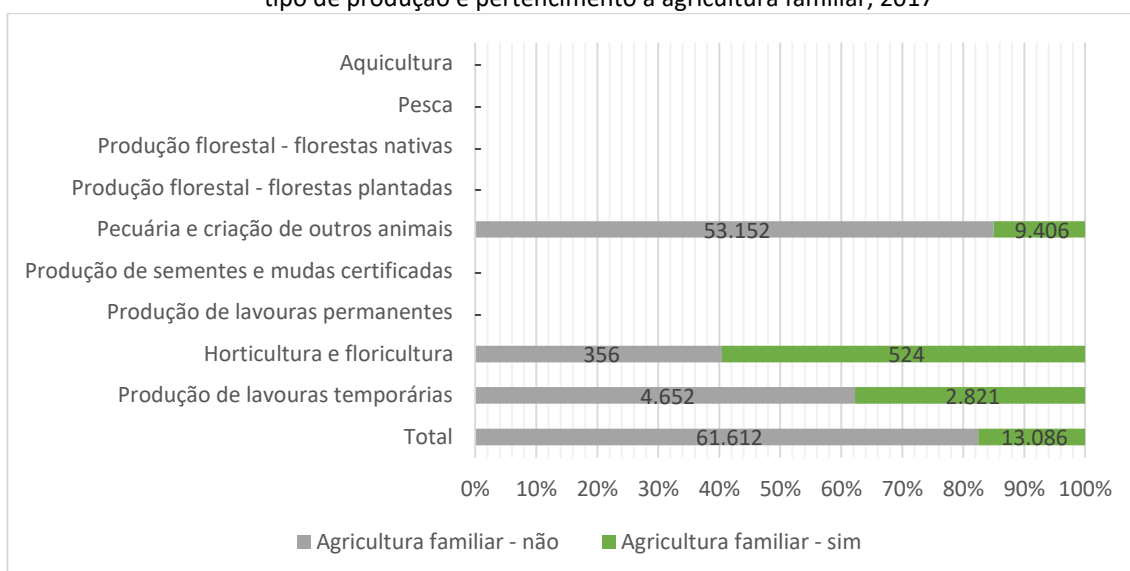 tipo de produção e pertencimento à agricultura familiar, 2017
Aquicultura -
Pesca -
Produção florestal - florestas nativas -
Produção florestal - florestas plantadas -
Pecuária e criação de outros animais 53.152 9.406
Produção de sementes e mudas certificadas -
Produção de lavouras permanentes -
Horticultura e floricultura 356 524
Produção de lavouras temporárias 4.652 2.821
Total 61.612 13.086
0% 10% 20% 30% 40% 50% 60% 70% 80% 90% 100%
Agricultura familiar - não Agricultura familiar - sim